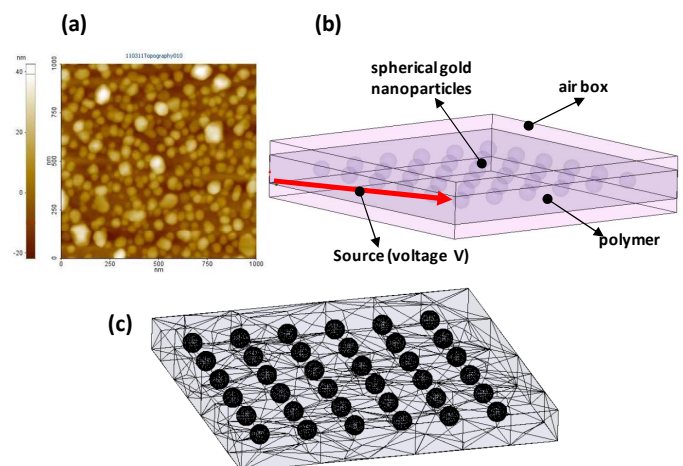 (a)
(b)
110311Topography010
nm
40
20
0
-20
1000
750
500
nm
250
0
0
250
500
750
1000
nm
spherical gold
nanoparticles
air box
Source (voltage V)
polymer
(c)